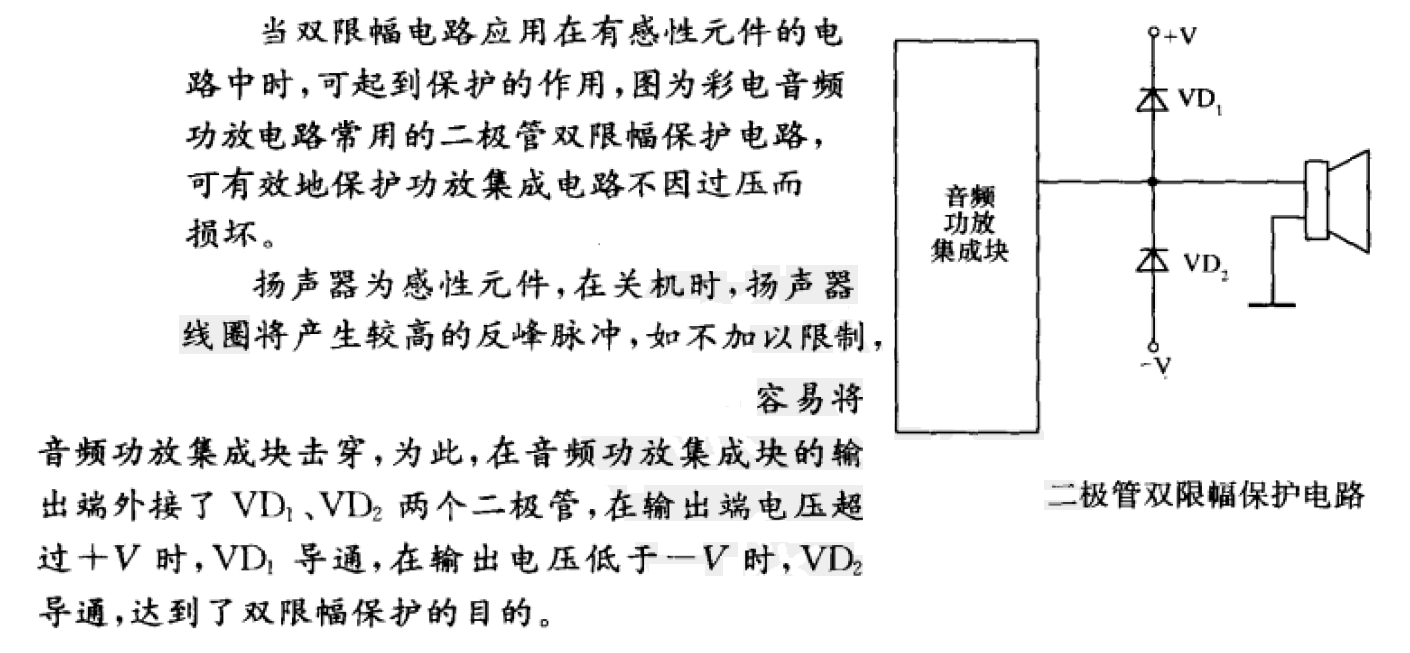 当双限幅电路应用在有感性元件的电
路中时,可起到保护的作用,图为彩电音频
功放电路常用的二极管双限幅保护电路,
可有效地保护功放集成电路不因过压而
损坏。
扬声器为感性元件,在关机时,扬声器
线圈将产生较高的反峰脉冲,如不加以限制,
容易将
音频功放集成块击穿,为此,在音频功放集成块的输
出端外接了 VD₁、VD₂ 两个二极管,在输出端电压超
过+V 时,VD₁ 导通,在输出电压低于-V 时,VD₂
导通,达到了双限幅保护的目的。
+V
VD₁
音频
功放
集成块
VD₂
-V
二极管双限幅保护电路